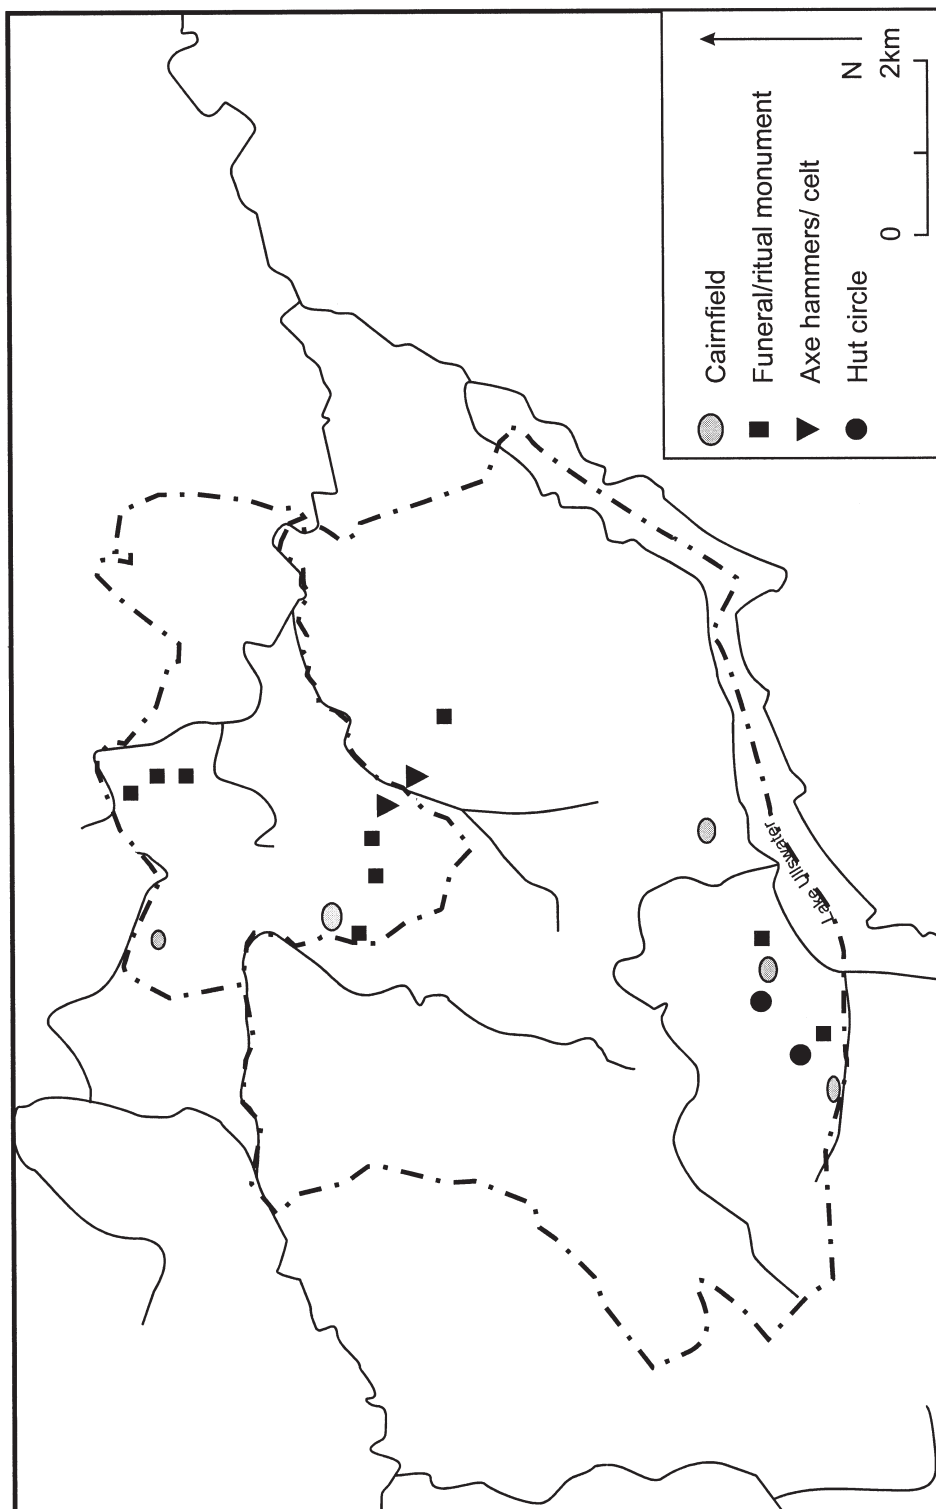 Lake Ullswater
Cairnfield
Funeral/ritual monument
Axe hammers/ celt
Hut circle
N
0
2km